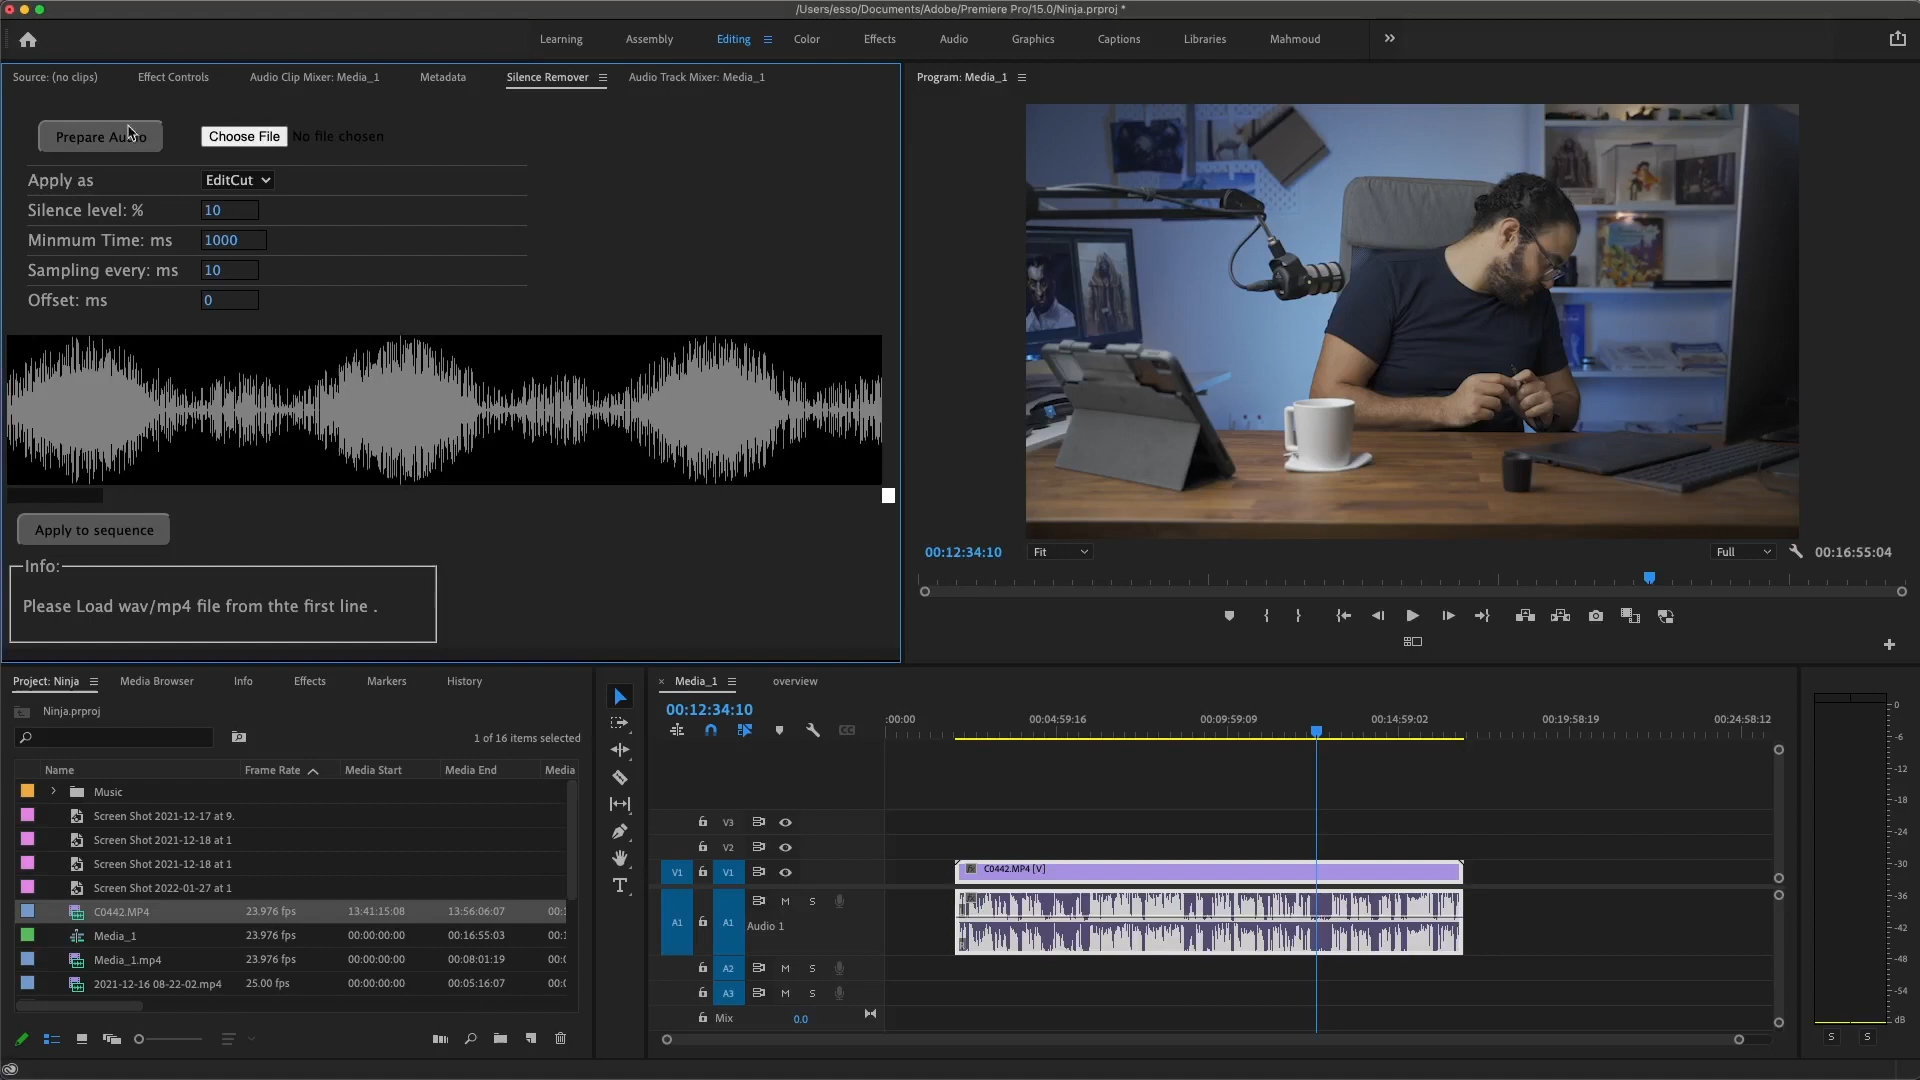 /Users/esso/Documents/Adobe/Premiere Pro/15.0/Ninja.prproj *
Learning Assembly Editing Color Effects Audio Graphics Captions Libraries Mahmoud
Source: (no clips) Effect Controls Audio Clip Mixer: Media_1 Metadata Silence Remover Audio Track Mixer: Media_1
Program: Media_1
Prepare Audio Choose File No file chosen
Apply as EditCut
Silence level: % 10
Minmum Time: ms 1000
Sampling every: ms 10
Offset: ms 0
Apply to sequence
Info:
Please Load wav/mp4 file from thte first line .
00:12:34:10 Fit Full 00:16:55:04
Project: Ninja Media Browser Info Effects Markers History
Ninja.prproj
1 of 16 items selected
Name Frame Rate Media Start Media End Media
Music
Screen Shot 2021-12-17 at 9.
Screen Shot 2021-12-18 at 1
Screen Shot 2021-12-18 at 1
Screen Shot 2022-01-27 at 1
C0442.MP4 23.976 fps 13:41:15:08 13:56:06:07 00:1
Media_1 23.976 fps 00:00:00:00 00:16:55:03 00:1
Media_1.mp4 23.976 fps 00:00:00:00 00:08:01:19 00:0
2021-12-16 08-22-02.mp4 25.00 fps 00:00:00:00 00:05:16:07 00:0
× Media_1 overview
00:12:34:10
:00:00 00:04:59:16 00:09:59:09 00:14:59:02 00:19:58:19 00:24:58:12
CC
V3
V2
V1 V1 C0442.MP4 [V]
A1 A1 M S
Audio 1
A2 M S
A3 M S
Mix 0.0
0
-6
-12
-18
-24
-30
-36
-42
-48
-54
dB
S S